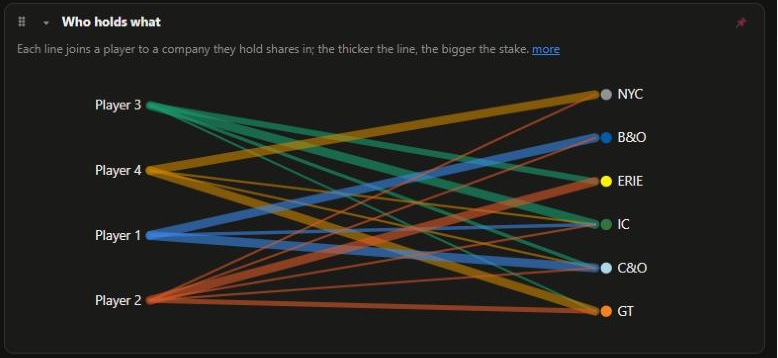 Who holds what
Each line joins a player to a company they hold shares in; the thicker the line, the bigger the stake. more
Player 3
Player 4
Player 1
Player 2
NYC
B&O
ERIE
IC
C&O
GT